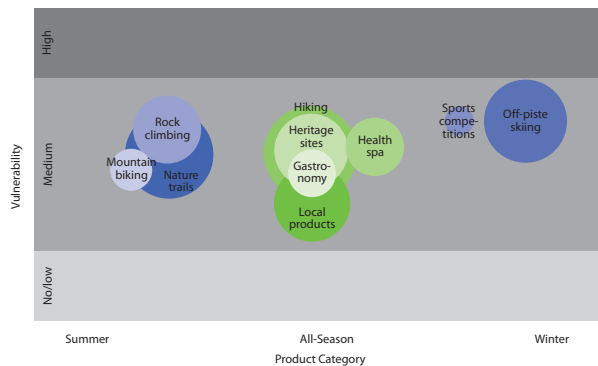 High
Medium
No/low
Vulnerability
Rock
climbing
Mountain
biking
Nature
trails
Hiking
Heritage
sites
Gastro-
nomy
Local
products
Health
spa
Sports
compe-
titions
Off-piste
skiing
Summer
All-Season
Winter
Product Category